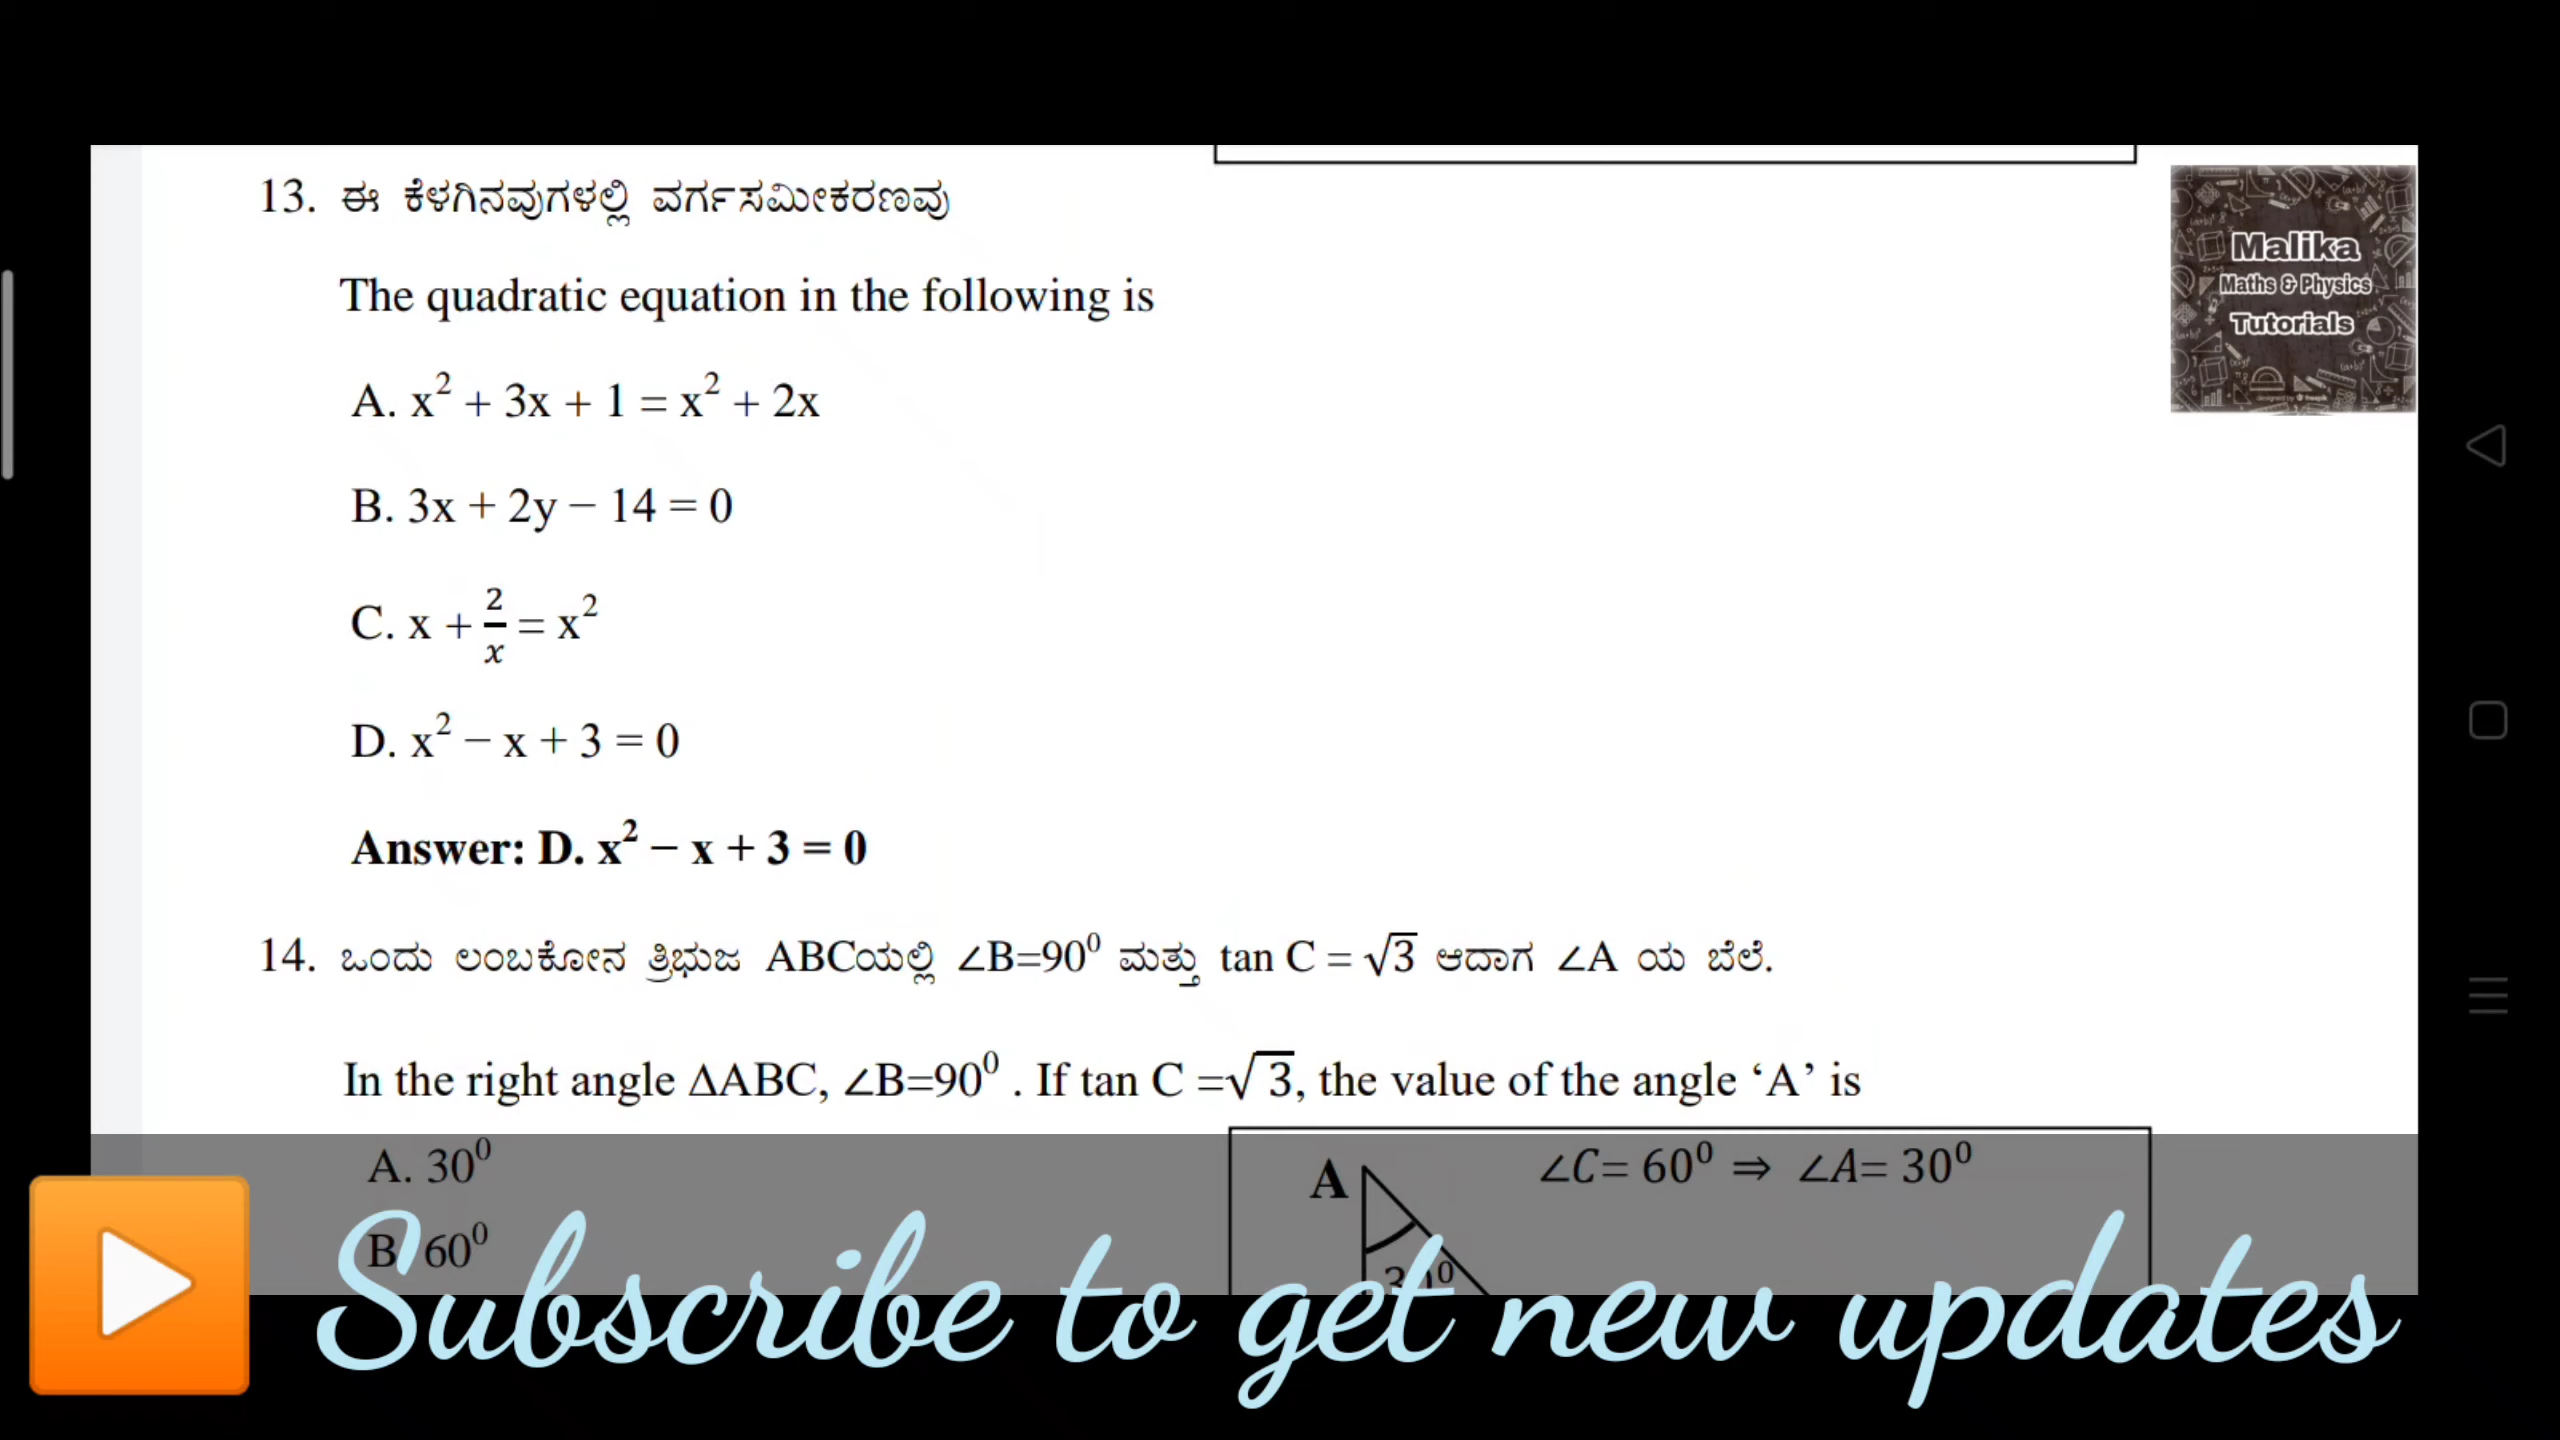 13. ಈ ಕೆಳಗಿನವುಗಳಲ್ಲಿ ವರ್ಗಸಮೀಕರಣವು
The quadratic equation in the following is
A. x² + 3x + 1 = x² + 2x
B. 3x + 2y − 14 = 0
C. x + 2/x = x²
D. x² − x + 3 = 0
Answer: D. x² − x + 3 = 0
14. ಒಂದು ಲಂಬಕೋನ ತ್ರಿಭುಜ ABCಯಲ್ಲಿ ∠B=90⁰ ಮತ್ತು tan C = √3 ಆದಾಗ ∠A ಯ ಬೆಲೆ.
In the right angle ΔABC, ∠B=90⁰ . If tan C =√3, the value of the angle ‘A’ is
A. 30⁰
B. 60⁰
A
∠C= 60⁰ ⇒ ∠A= 30⁰
30⁰
Malika
Maths & Physics
Tutorials
Subscribe to get new updates